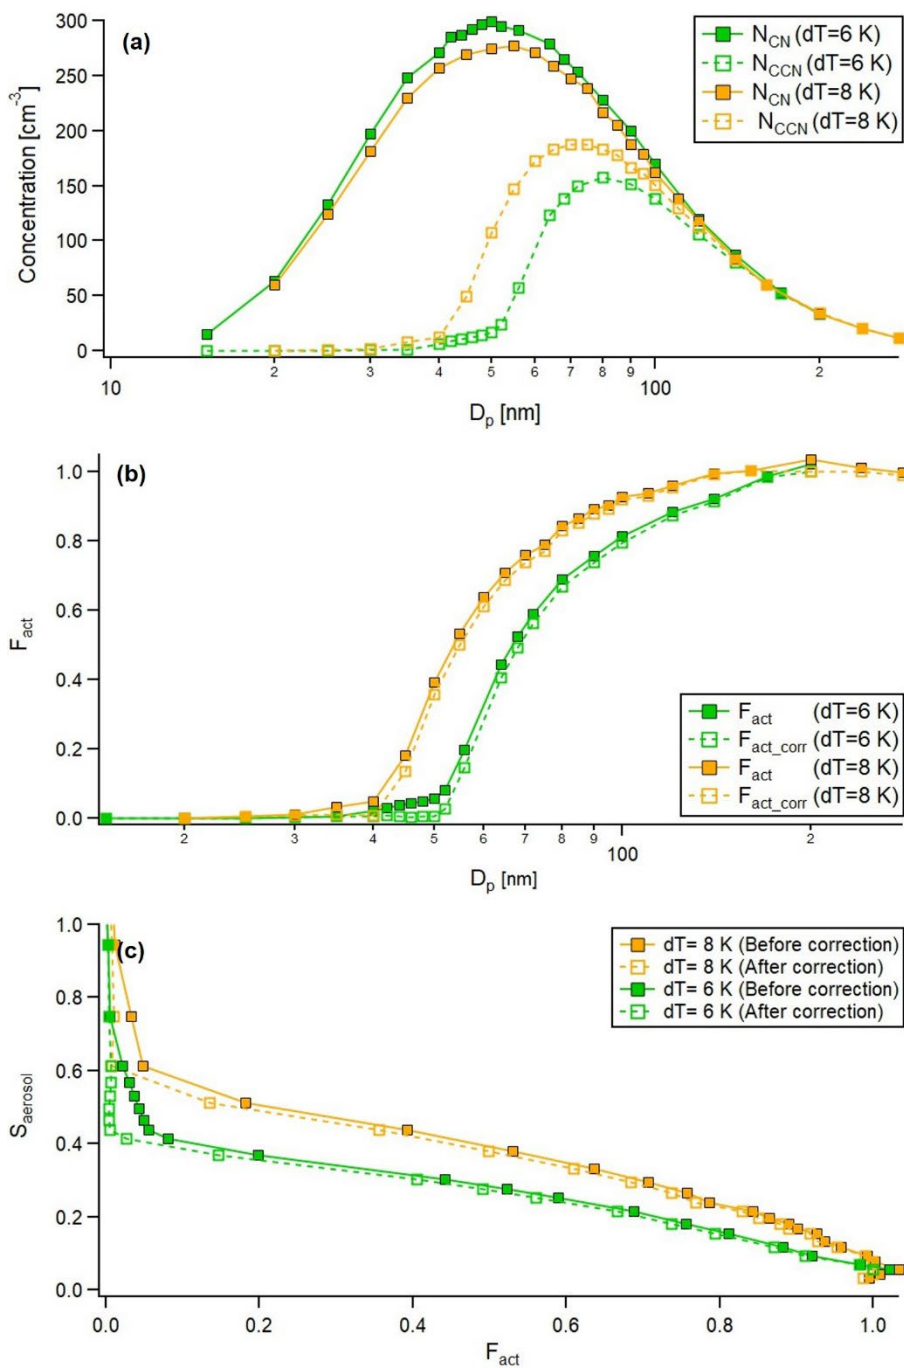 (a)
N_CN (dT=6 K)
N_CCN (dT=6 K)
N_CN (dT=8 K)
N_CCN (dT=8 K)
Concentration [cm⁻³]
300
250
200
150
100
50
0
10 2 3 4 5 6 7 8 9 100 2
D_p [nm]
(b)
F_act
1.0
0.8
0.6
0.4
0.2
0.0
F_act (dT=6 K)
F_act_corr (dT=6 K)
F_act (dT=8 K)
F_act_corr (dT=8 K)
2 3 4 5 6 7 8 9 100 2
D_p [nm]
(c)
dT= 8 K (Before correction)
dT= 8 K (After correction)
dT= 6 K (Before correction)
dT= 6 K (After correction)
S_aerosol
1.0
0.8
0.6
0.4
0.2
0.0
0.0 0.2 0.4 0.6 0.8 1.0
F_act